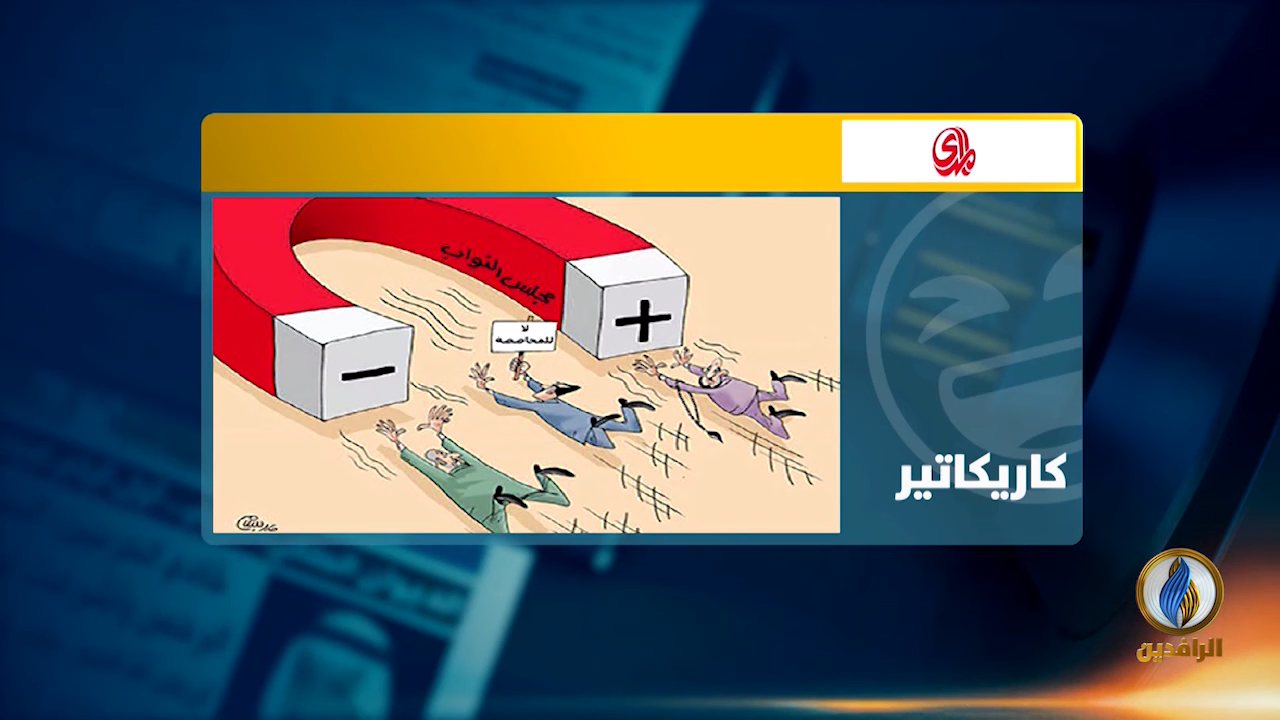 المدى
مجلس النواب
لا
للمحاصصة
كاريكاتير
الرافدين